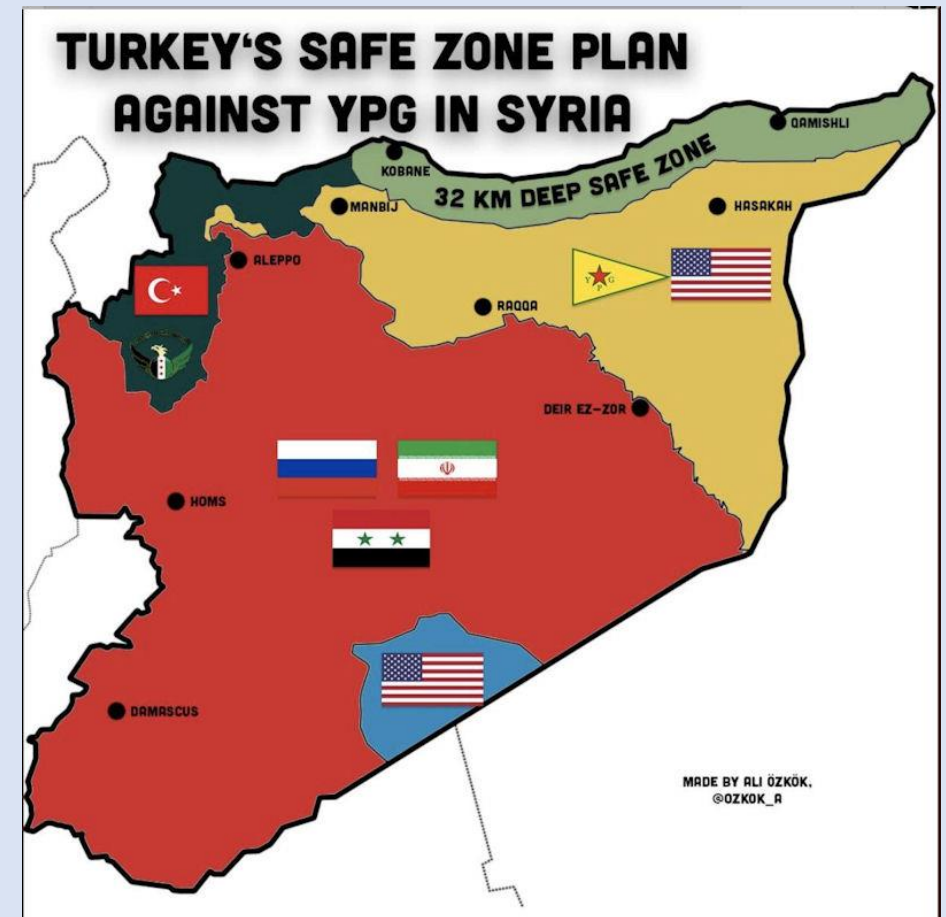 TURKEY'S SAFE ZONE PLAN
AGAINST YPG IN SYRIA
QAMISHLI
KOBANE
32 KM DEEP SAFE ZONE
MANBIJ
HASAKAH
ALEPPO
Y P G
RAQQA
DEIR EZ-ZOR
HOMS
DAMASCUS
MADE BY ALI ÖZKÖK,
@OZKOK_A